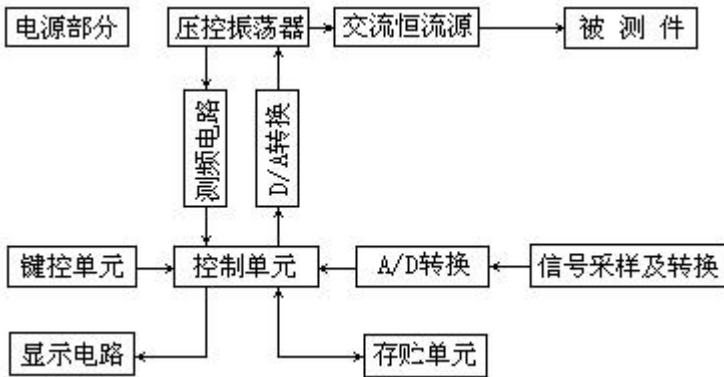 电源部分
压控振荡器
交流恒流源
被测件
测频电路
D/A转换
键控单元
控制单元
A/D转换
信号采样及转换
显示电路
存贮单元